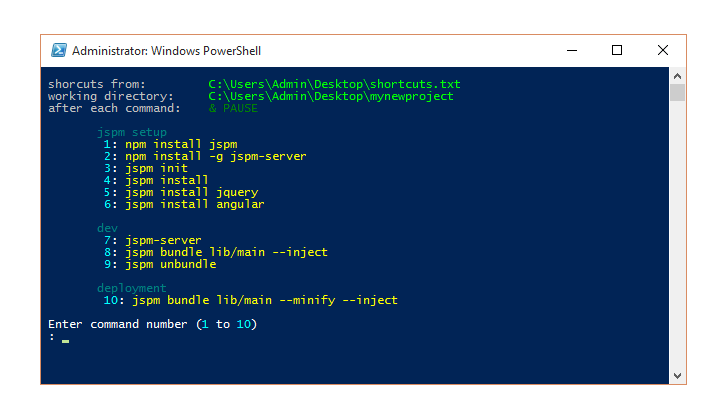 Administrator: Windows PowerShell
shorcuts from: C:\Users\Admin\Desktop\shortcuts.txt
working directory: C:\Users\Admin\Desktop\mynewproject
after each command: & PAUSE
jspm setup
1: npm install jspm
2: npm install -g jspm-server
3: jspm init
4: jspm install
5: jspm install jquery
6: jspm install angular
dev
7: jspm-server
8: jspm bundle lib/main --inject
9: jspm unbundle
deployment
10: jspm bundle lib/main --minify --inject
Enter command number (1 to 10)
: